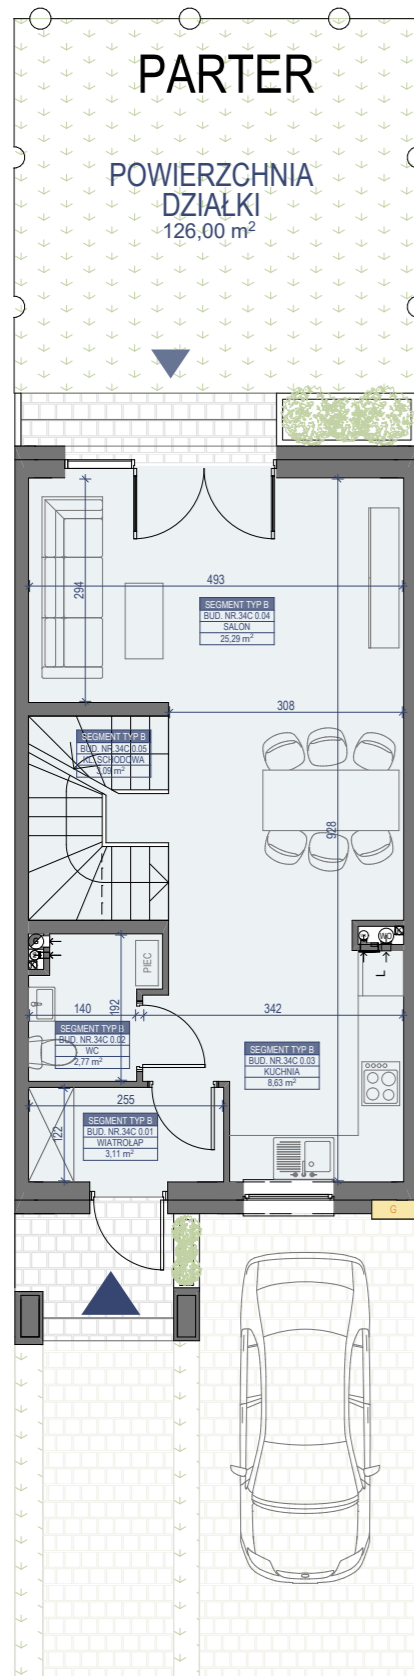 PARTER
POWIERZCHNIA
DZIAŁKI
126,00 m²
493
294
SEGMENT TYP B
BUD. NR.34C 0.04
SALON
25,29 m²
308
SEGMENT TYP B
BUD. NR.34C 0.05
KL. SCHODOWA
3,09 m²
928
PIEC
L
140
192
342
SEGMENT TYP B
BUD. NR.34C 0.02
WC
2,77 m²
SEGMENT TYP B
BUD. NR.34C 0.03
KUCHNIA
8,63 m²
255
122
SEGMENT TYP B
BUD. NR.34C 0.01
WIATROŁAP
3,11 m²
G